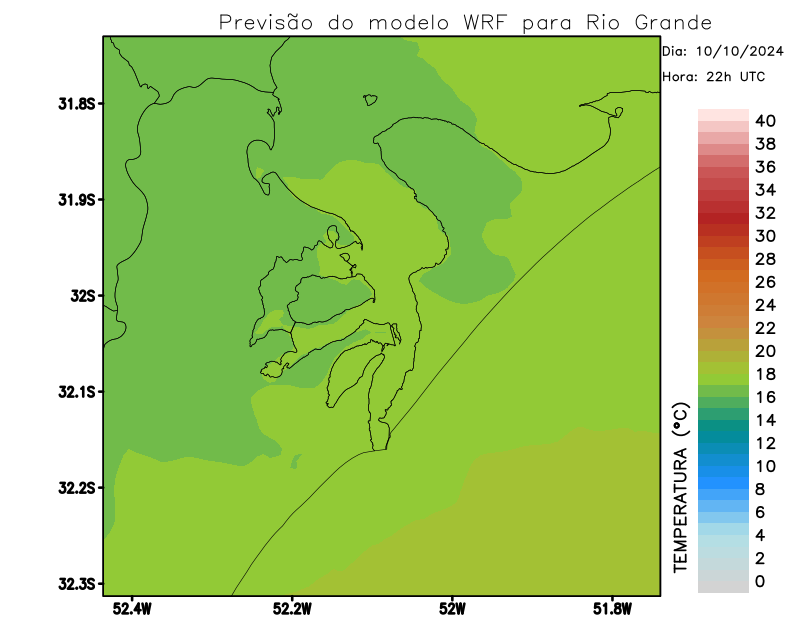 Previsão do modelo WRF para Rio Grande
Dia: 10/10/2024
Hora: 22h UTC
31.8S
31.9S
32S
32.1S
32.2S
32.3S
52.4W
52.2W
52W
51.8W
TEMPERATURA (°C)
40
38
36
34
32
30
28
26
24
22
20
18
16
14
12
10
8
6
4
2
0